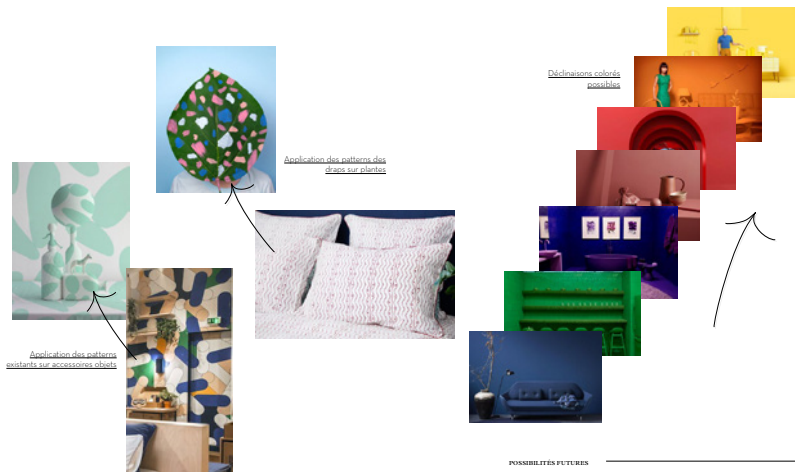 Déclinaisons colorés
possibles
Application des patterns des
draps sur plantes
Application des patterns
existants sur accessoires objets
POSSIBILITÉS FUTURES